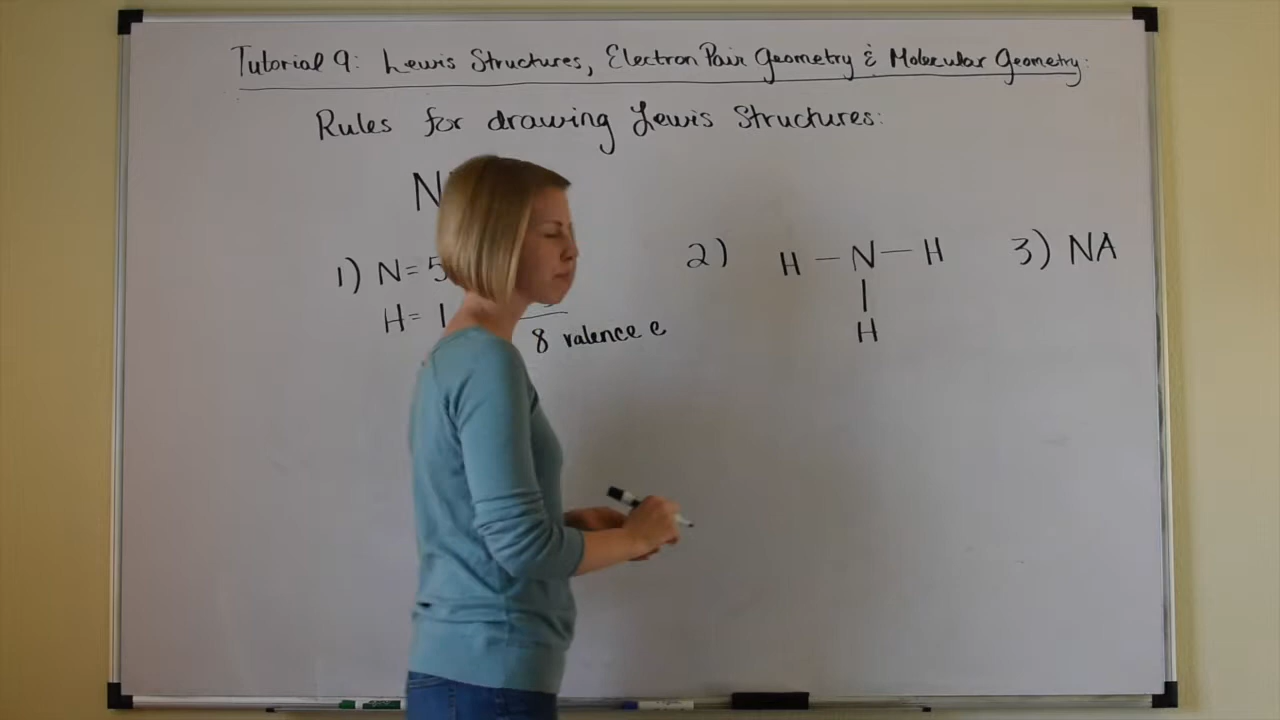 Tutorial 9: Lewis Structures, Electron Pair Geometry & Molecular Geometry:
Rules for drawing Lewis Structures:
N
1) N= 5
H= 1
8 valence e
2) H — N — H
|
H
3) NA